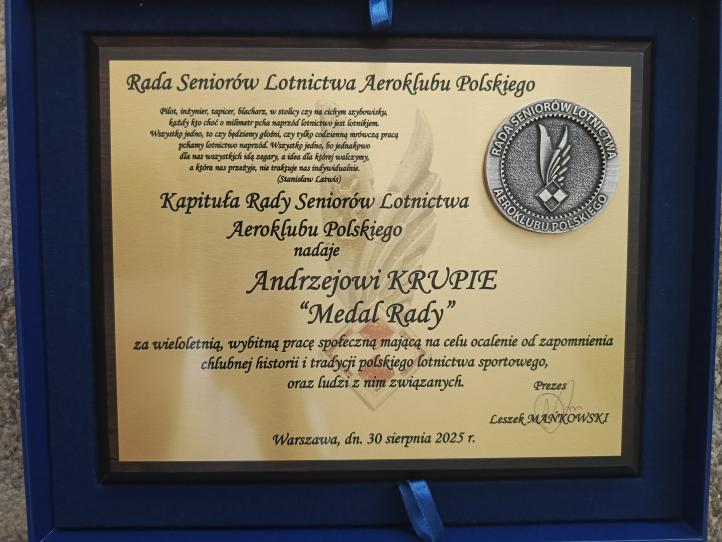 Rada Seniorów Lotnictwa Aeroklubu Polskiego
Pilot, inżynier, tapicer, blacharz, w stolicy czy na cichym szybowisku,
każdy kto choć o milimetr pcha naprzód lotnictwo jest lotnikiem.
Wszystko jedno, to czy będziemy głośni, czy tylko codzienną mrówczą pracą
pchamy lotnictwo naprzód. Wszystko jedno, bo jednakowo
dla nas wszystkich idą zegary, a idea dla której walczymy,
a która nas przeżyje, nie traktuje nas indywidualnie.
(Stanisław Latwis)
RADA SENIORÓW LOTNICTWA
AEROKLUBU POLSKIEGO
Kapituła Rady Seniorów Lotnictwa
Aeroklubu Polskiego
nadaje
Andrzejowi KRUPIE
“Medal Rady”
za wieloletnią, wybitną pracę społeczną mającą na celu ocalenie od zapomnienia
chlubnej historii i tradycji polskiego lotnictwa sportowego,
oraz ludzi z nim związanych.
Prezes
Leszek MAŃKOWSKI
Warszawa, dn. 30 sierpnia 2025 r.